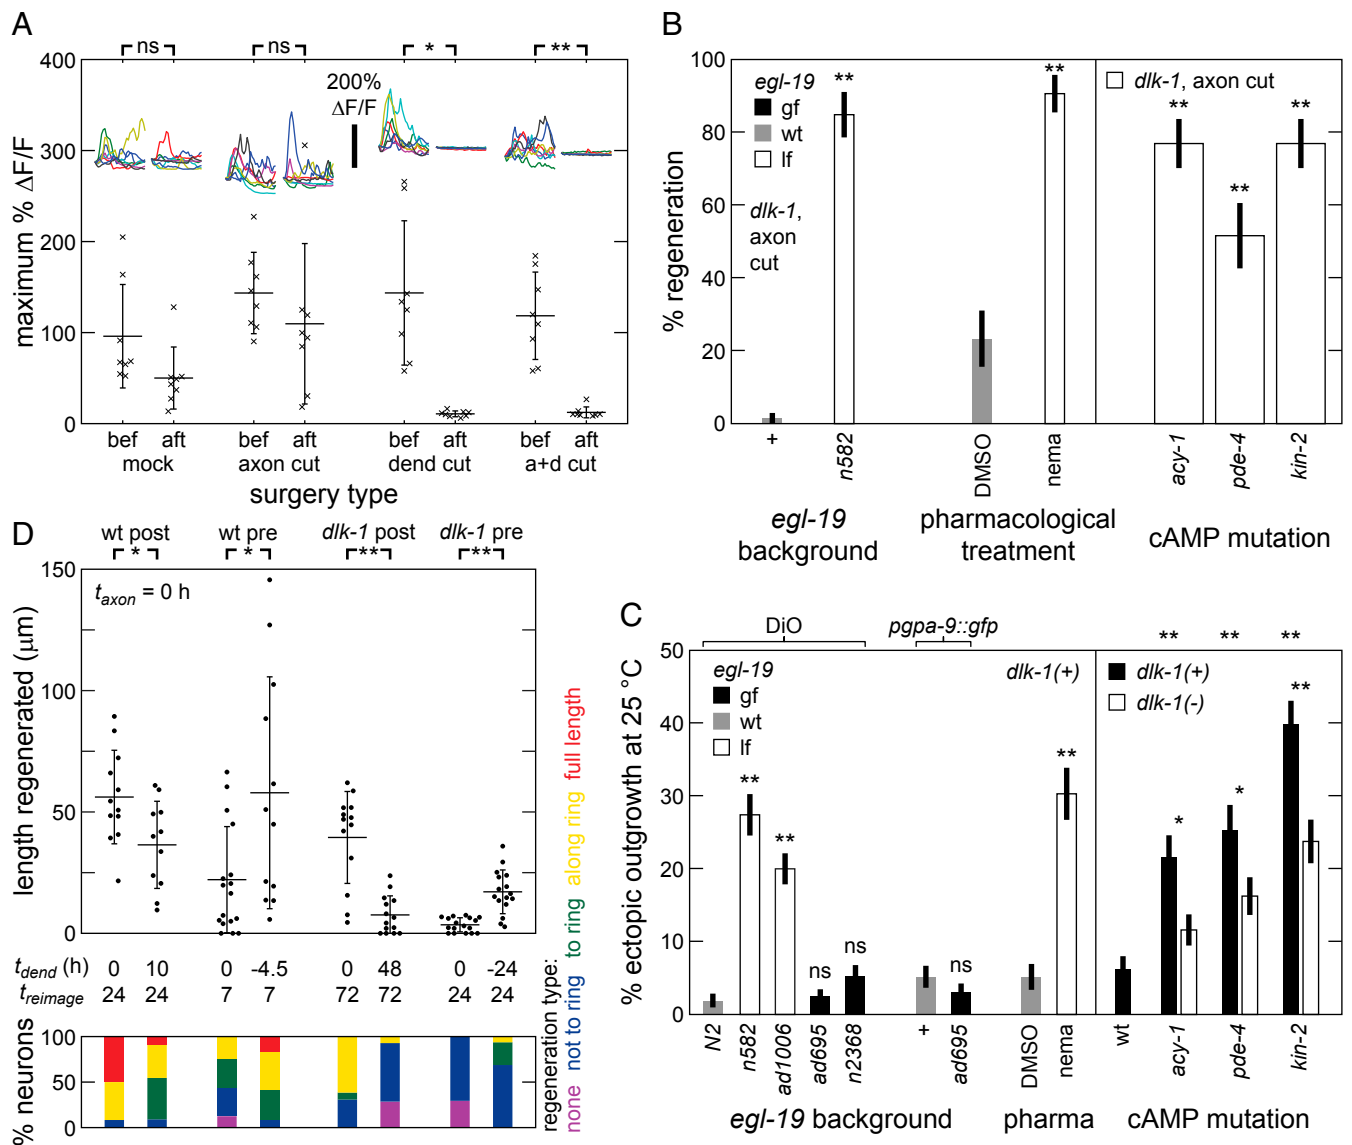 A
ns
ns
*
**
400
300
200
100
0
maximum % ΔF/F
200%
ΔF/F
bef
aft
bef
aft
bef
aft
bef
aft
mock
axon cut
dend cut
a+d cut
surgery type
B
100
80
60
40
20
0
% regeneration
egl-19
gf
wt
lf
dlk-1,
axon
cut
**
**
dlk-1, axon cut
**
**
**
+
n582
DMSO
nema
acy-1
pde-4
kin-2
egl-19
background
pharmacological
treatment
cAMP mutation
D
wt post
wt pre
dlk-1 post
dlk-1 pre
*
*
**
**
150
100
50
0
length regenerated (µm)
taxon = 0 h
tdend (h)
0
10
0
-4.5
0
48
0
-24
treimage
24
24
7
7
72
72
24
24
100
50
0
% neurons
regeneration type:
none not to ring to ring along ring full length
C
DiO
pgpa-9::gfp
50
40
30
20
10
0
% ectopic outgrowth at 25 °C
egl-19
gf
wt
lf
dlk-1(+)
**
**
ns
ns
ns
**
**
**
**
dlk-1(+)
dlk-1(-)
*
*
**
N2
n582
ad1006
ad695
n2368
+
ad695
DMSO
nema
wt
acy-1
pde-4
kin-2
egl-19 background
pharma
cAMP mutation